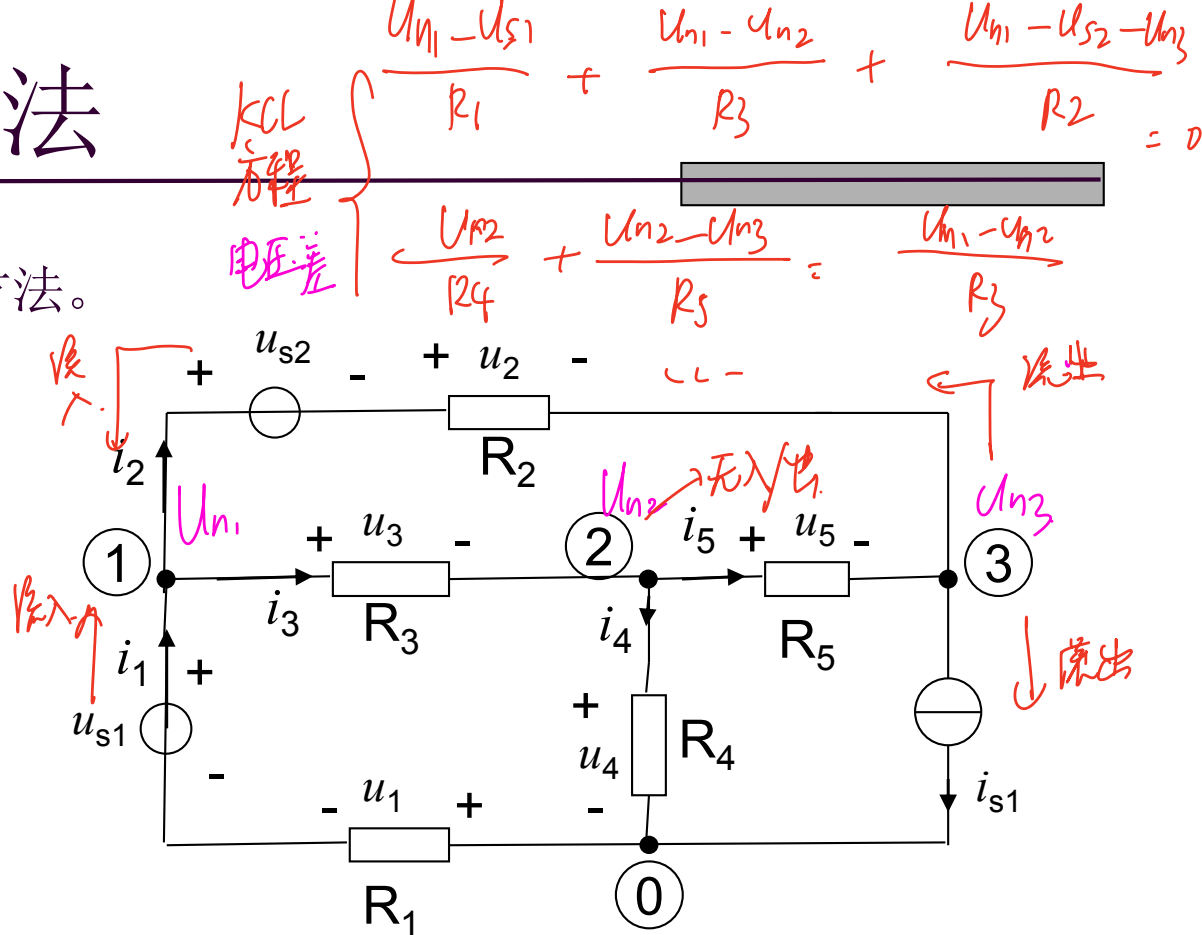 Un1 - Us1 / R1 + Un1 - Un2 / R3 + Un1 - Us2 - Un3 / R2 = 0
法
KCL
方程
电压差
Un2 / R4 + Un2 - Un3 / R5 = Un1 - Un2 / R3
方法。
流入
+ us2 - + u2 - ... 流出
i2 R2
Un1 Un2 无入/出 Un3
① + u3 - ② i5 + u5 - ③
流入 i3 R3 i4 R5
i1 + 流出
us1 + u4 R4
- - u1 + - is1
R1 ⓪